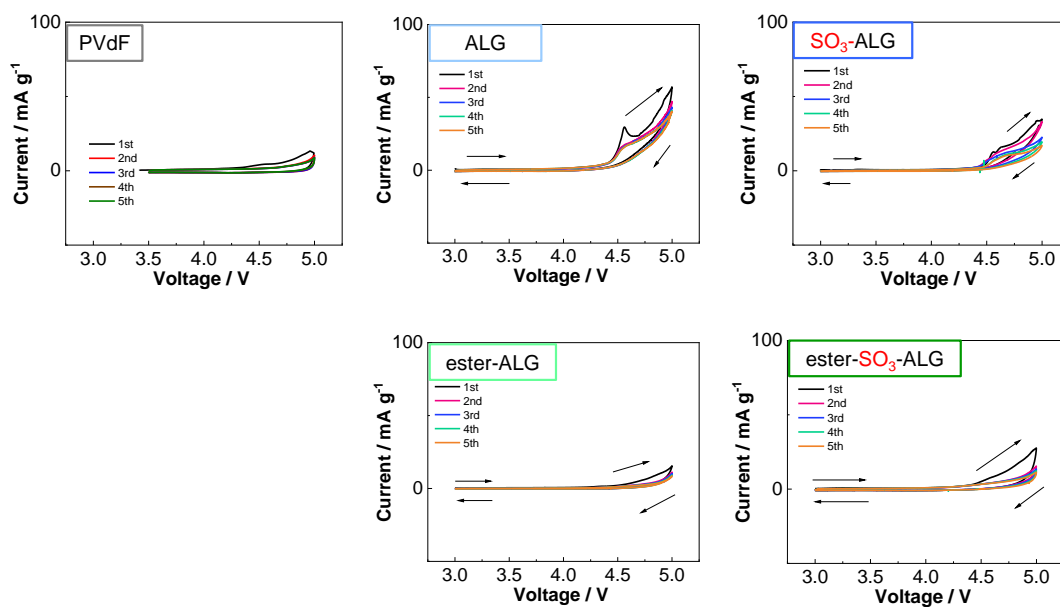 PVdF
100
0
Current / mA g⁻¹
1st
2nd
3rd
4th
5th
3.0 3.5 4.0 4.5 5.0
Voltage / V
ALG
100
0
Current / mA g⁻¹
1st
2nd
3rd
4th
5th
3.0 3.5 4.0 4.5 5.0
Voltage / V
SO₃-ALG
100
0
Current / mA g⁻¹
1st
2nd
3rd
4th
5th
3.0 3.5 4.0 4.5 5.0
Voltage / V
ester-ALG
100
0
Current / mA g⁻¹
1st
2nd
3rd
4th
5th
3.0 3.5 4.0 4.5 5.0
Voltage / V
ester-SO₃-ALG
100
0
Current / mA g⁻¹
1st
2nd
3rd
4th
5th
3.0 3.5 4.0 4.5 5.0
Voltage / V